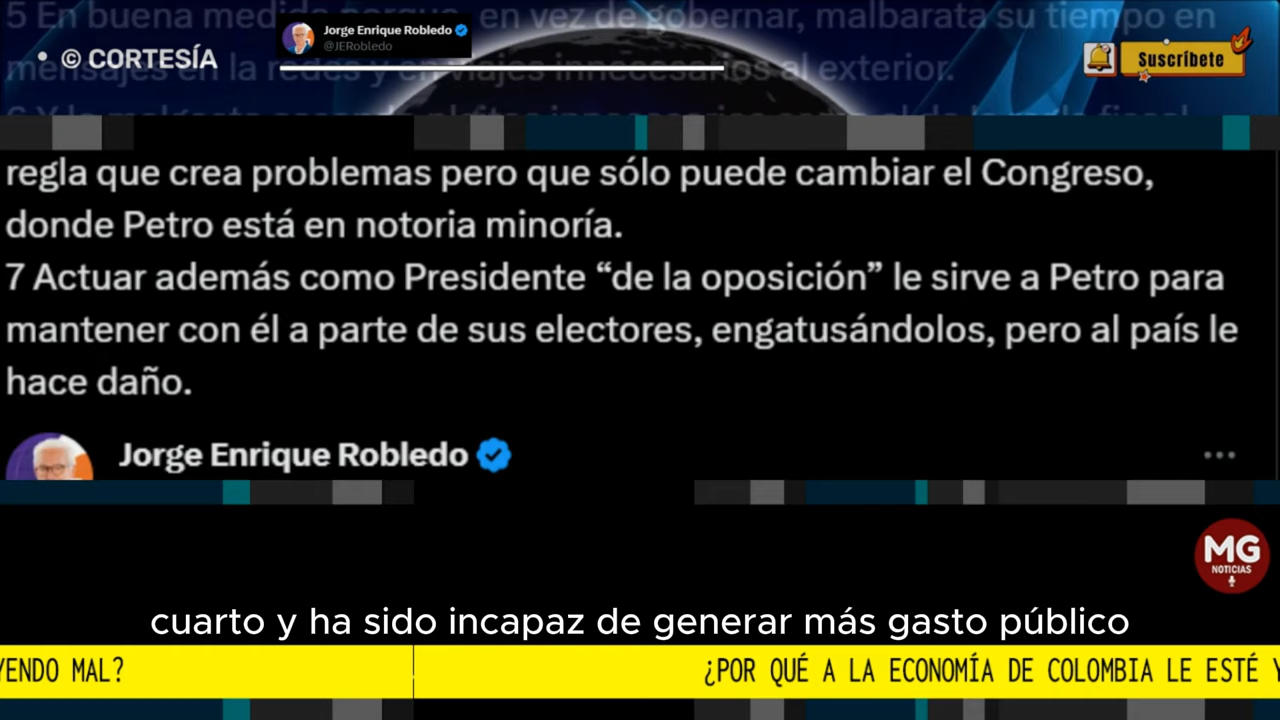 5 En buena medida porque, en vez de gobernar, malbarata su tiempo en
Jorge Enrique Robledo
@JERobledo
• © CORTESÍA
Suscríbete
mensajes en la redes y en viajes innecesarios al exterior.
regla que crea problemas pero que sólo puede cambiar el Congreso,
donde Petro está en notoria minoría.
7 Actuar además como Presidente “de la oposición” le sirve a Petro para
mantener con él a parte de sus electores, engatusándolos, pero al país le
hace daño.
Jorge Enrique Robledo
MG
NOTICIAS
cuarto y ha sido incapaz de generar más gasto público
YENDO MAL?
¿POR QUÉ A LA ECONOMÍA DE COLOMBIA LE ESTÉ Y